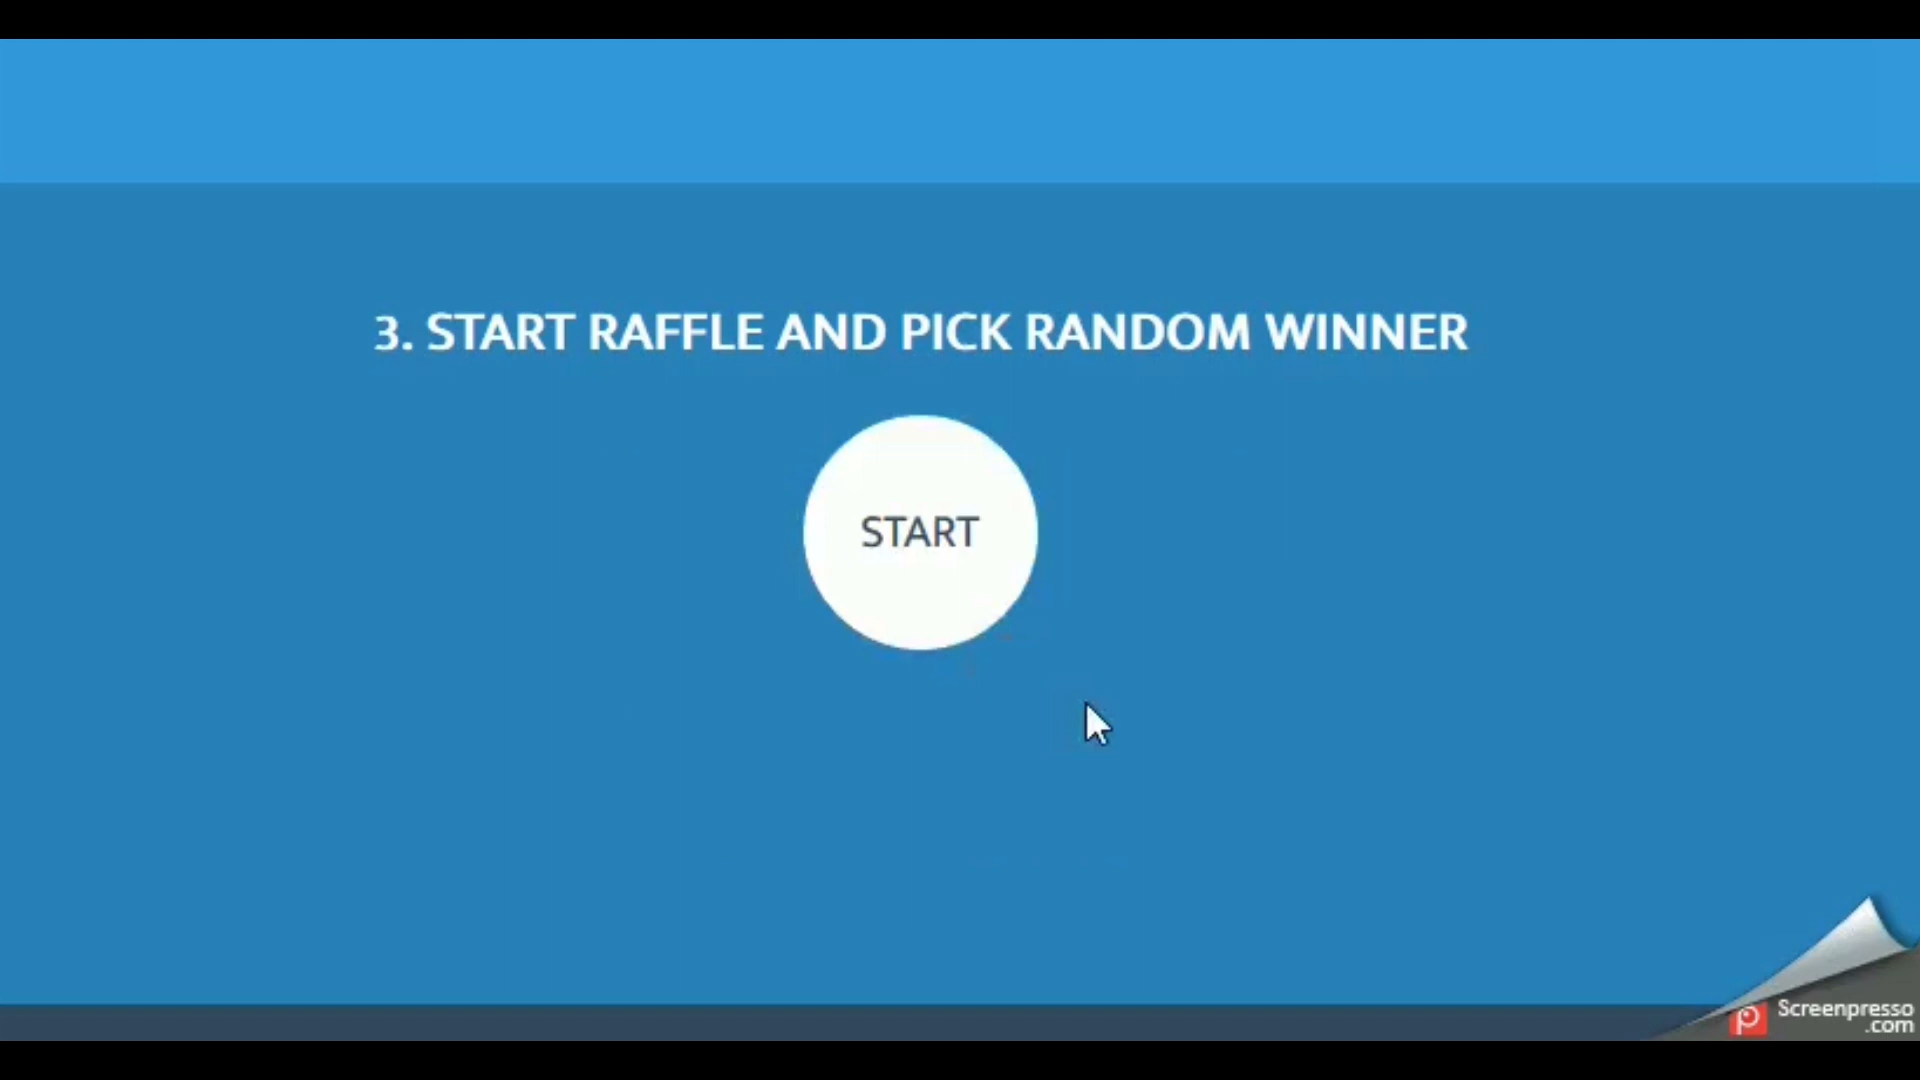 3. START RAFFLE AND PICK RANDOM WINNER
START
Screenpresso
.com